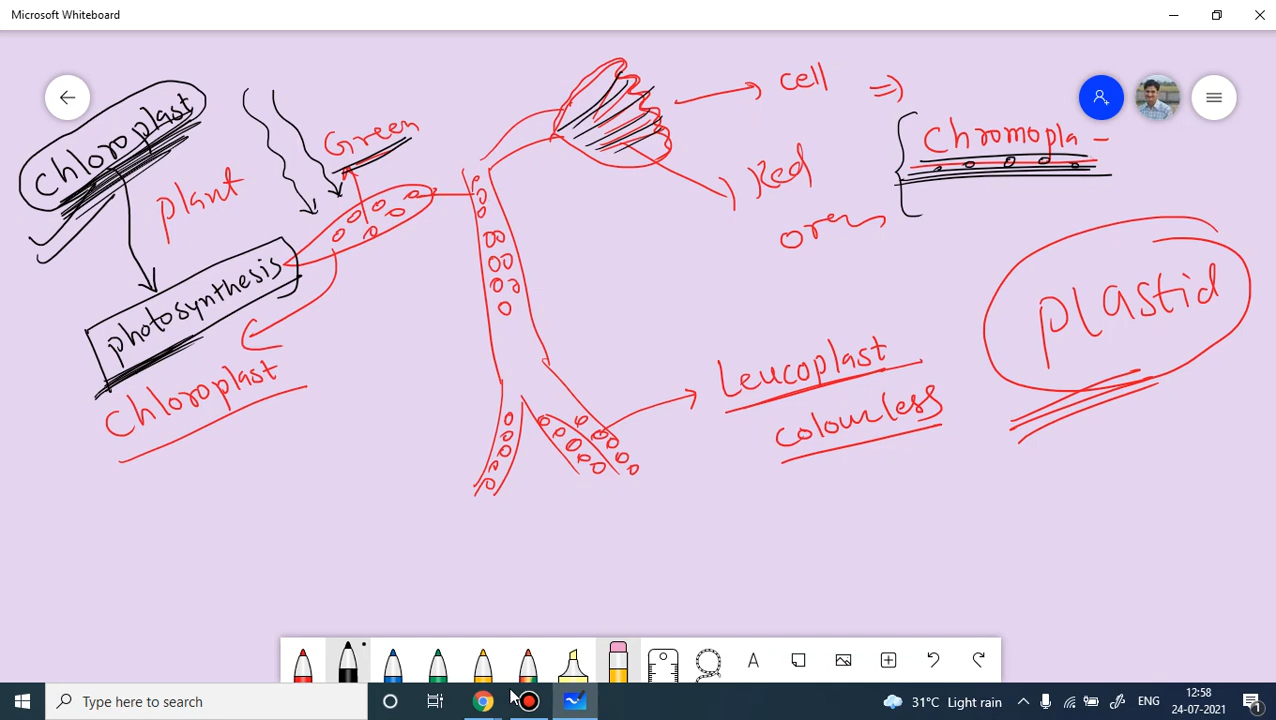 Microsoft Whiteboard
chloroplast
plant
Green
photosynthesis
chloroplast
cell
Chromopla -
Red
plastid
Leucoplast
colourless
A
Type here to search
31°C Light rain
ENG
12:58
24-07-2021
1